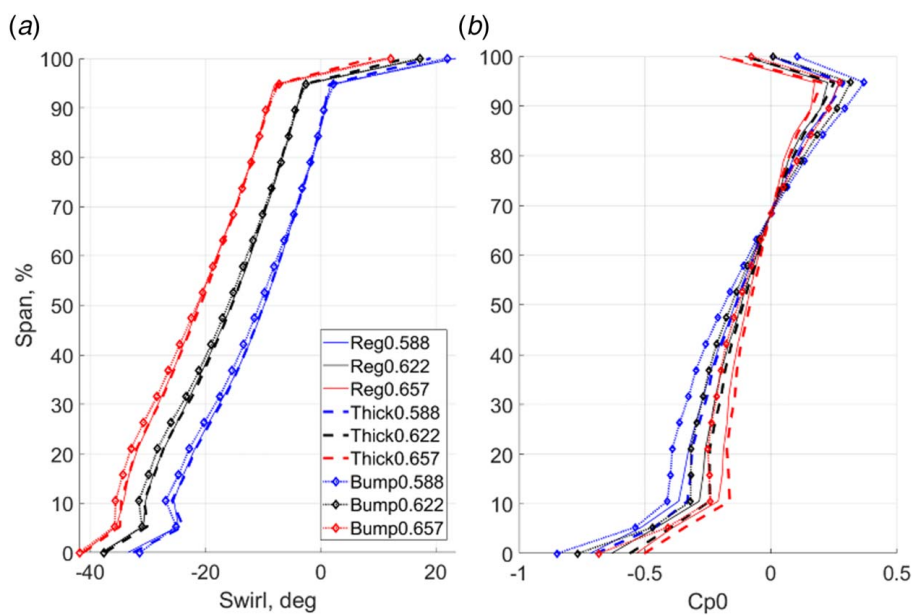 (a)
(b)
100
90
80
70
60
50
40
30
20
10
0
Span, %
-40
-20
0
20
Swirl, deg
Reg0.588
Reg0.622
Reg0.657
Thick0.588
Thick0.622
Thick0.657
Bump0.588
Bump0.622
Bump0.657
100
90
80
70
60
50
40
30
20
10
0
-1
-0.5
0
0.5
Cp0